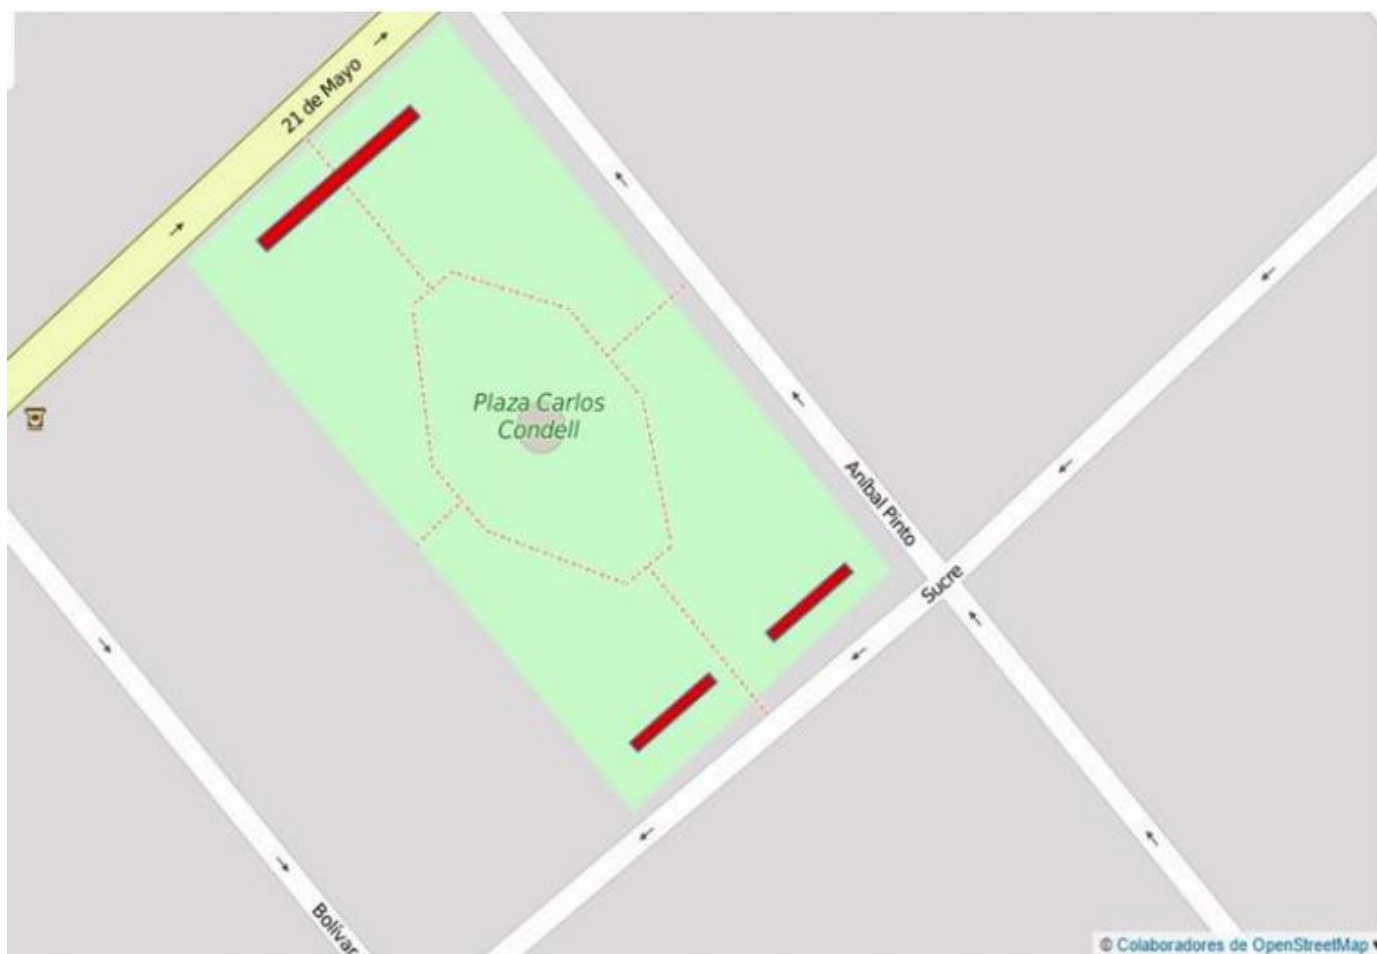 21 de Mayo
Plaza Carlos
Condell
Aníbal Pinto
Sucre
Bolívar
© Colaboradores de OpenStreetMap